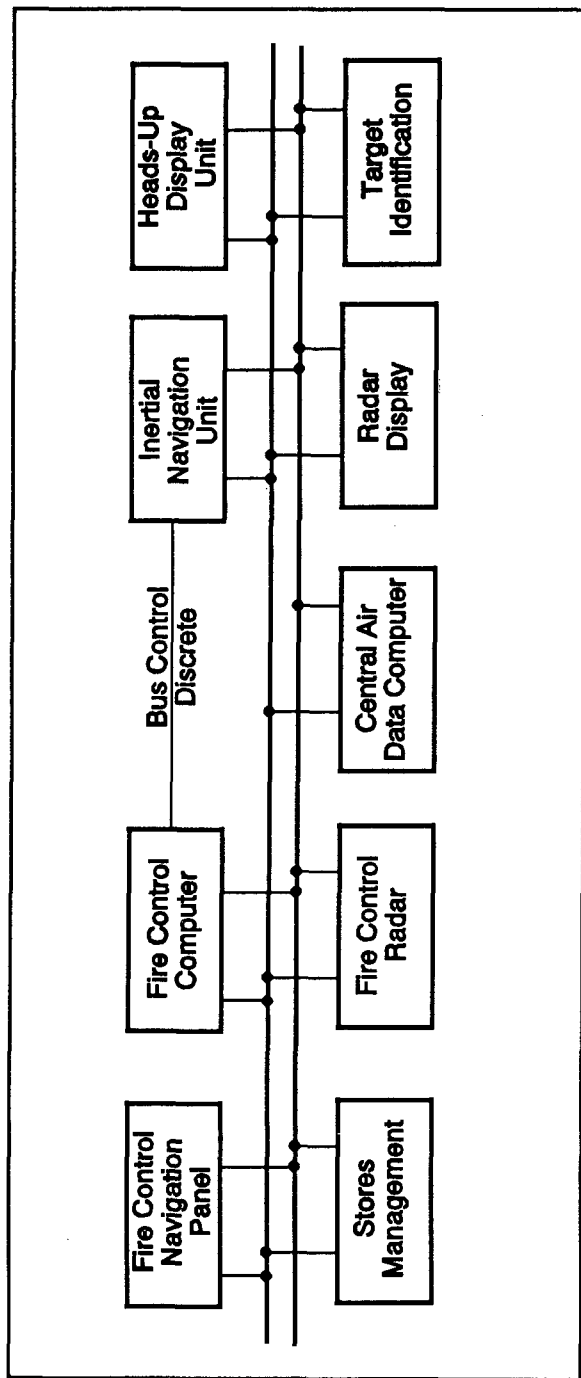 Fire Control
Navigation
Panel
Fire Control
Computer
Bus Control
Discrete
Inertial
Navigation
Unit
Heads-Up
Display
Unit
Stores
Management
Fire Control
Radar
Central Air
Data Computer
Radar
Display
Target
Identification